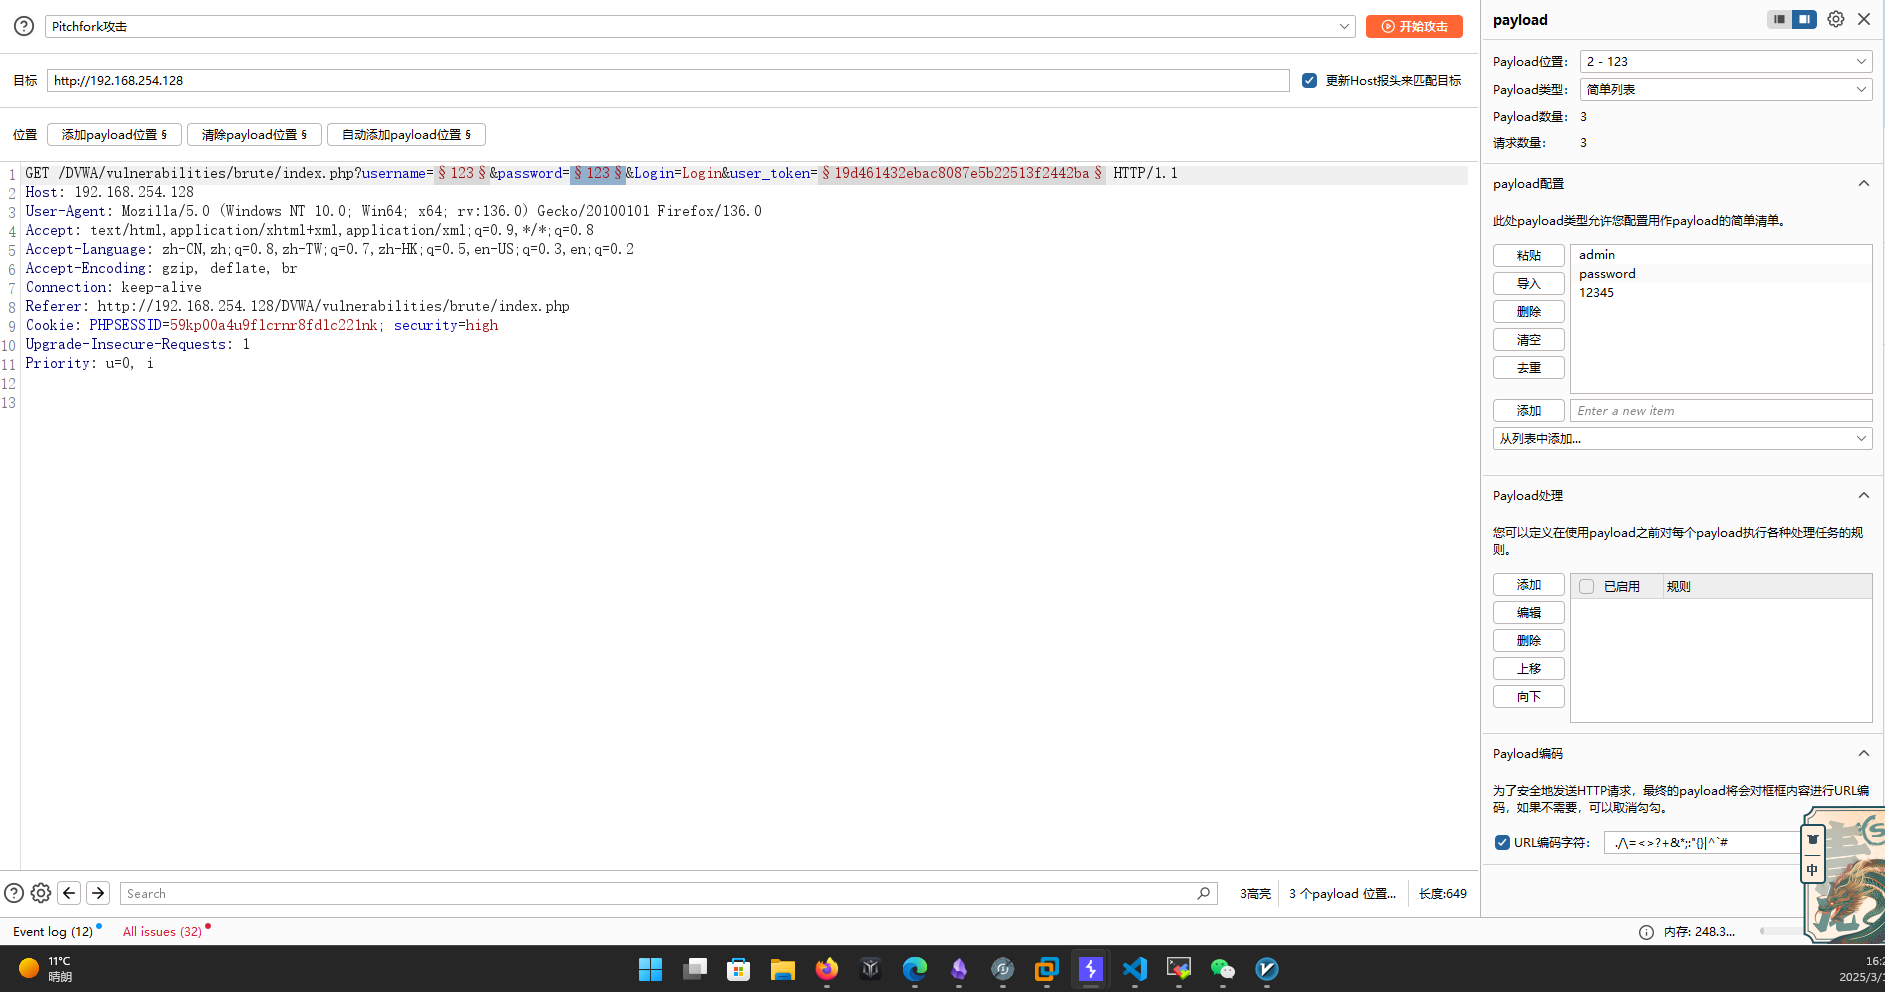 Pitchfork攻击
开始攻击
目标
http://192.168.254.128
更新Host报头来匹配目标
位置
添加payload位置 §
清除payload位置 §
自动添加payload位置 §
1 GET /DVWA/vulnerabilities/brute/index.php?username=§123§&password=§123§&Login=Login&user_token=§19d461432ebac8087e5b22513f2442ba§ HTTP/1.1
2 Host: 192.168.254.128
3 User-Agent: Mozilla/5.0 (Windows NT 10.0; Win64; x64; rv:136.0) Gecko/20100101 Firefox/136.0
4 Accept: text/html,application/xhtml+xml,application/xml;q=0.9,*/*;q=0.8
5 Accept-Language: zh-CN,zh;q=0.8,zh-TW;q=0.7,zh-HK;q=0.5,en-US;q=0.3,en;q=0.2
6 Accept-Encoding: gzip, deflate, br
7 Connection: keep-alive
8 Referer: http://192.168.254.128/DVWA/vulnerabilities/brute/index.php
9 Cookie: PHPSESSID=59kp00a4u9flcrnr8fdlc221nk; security=high
10 Upgrade-Insecure-Requests: 1
11 Priority: u=0, i
12
13
Search
3高亮
3 个payload 位置...
长度:649
payload
Payload位置: 2 - 123
Payload类型: 简单列表
Payload数量: 3
请求数量: 3
payload配置
此处payload类型允许您配置用作payload的简单清单。
粘贴
导入
删除
清空
去重
admin
password
12345
添加
Enter a new item
从列表中添加...
Payload处理
您可以定义在使用payload之前对每个payload执行各种处理任务的规
则。
添加
编辑
删除
上移
向下
已启用 规则
Payload编码
为了安全地发送HTTP请求，最终的payload将会对框框内容进行URL编
码，如果不需要，可以取消勾勾。
URL编码字符: ./\=<>?+&*;:"{}|^`#
中
Event log (12)
All issues (32)
内存: 248.3...
11°C
晴朗
16:2
2025/3/1